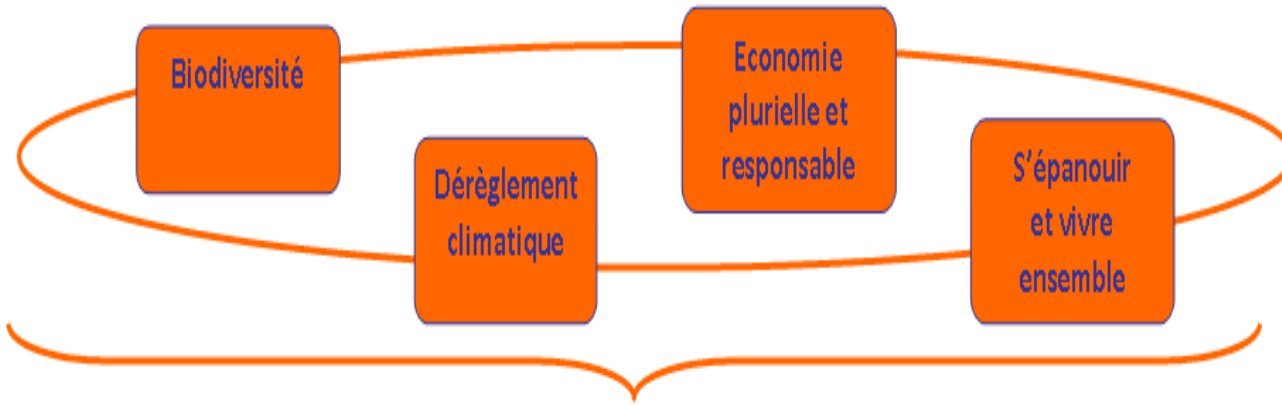 Biodiversité
Economie
plurielle et
responsable
Dérèglement
climatique
S'épanouir
et vivre
ensemble